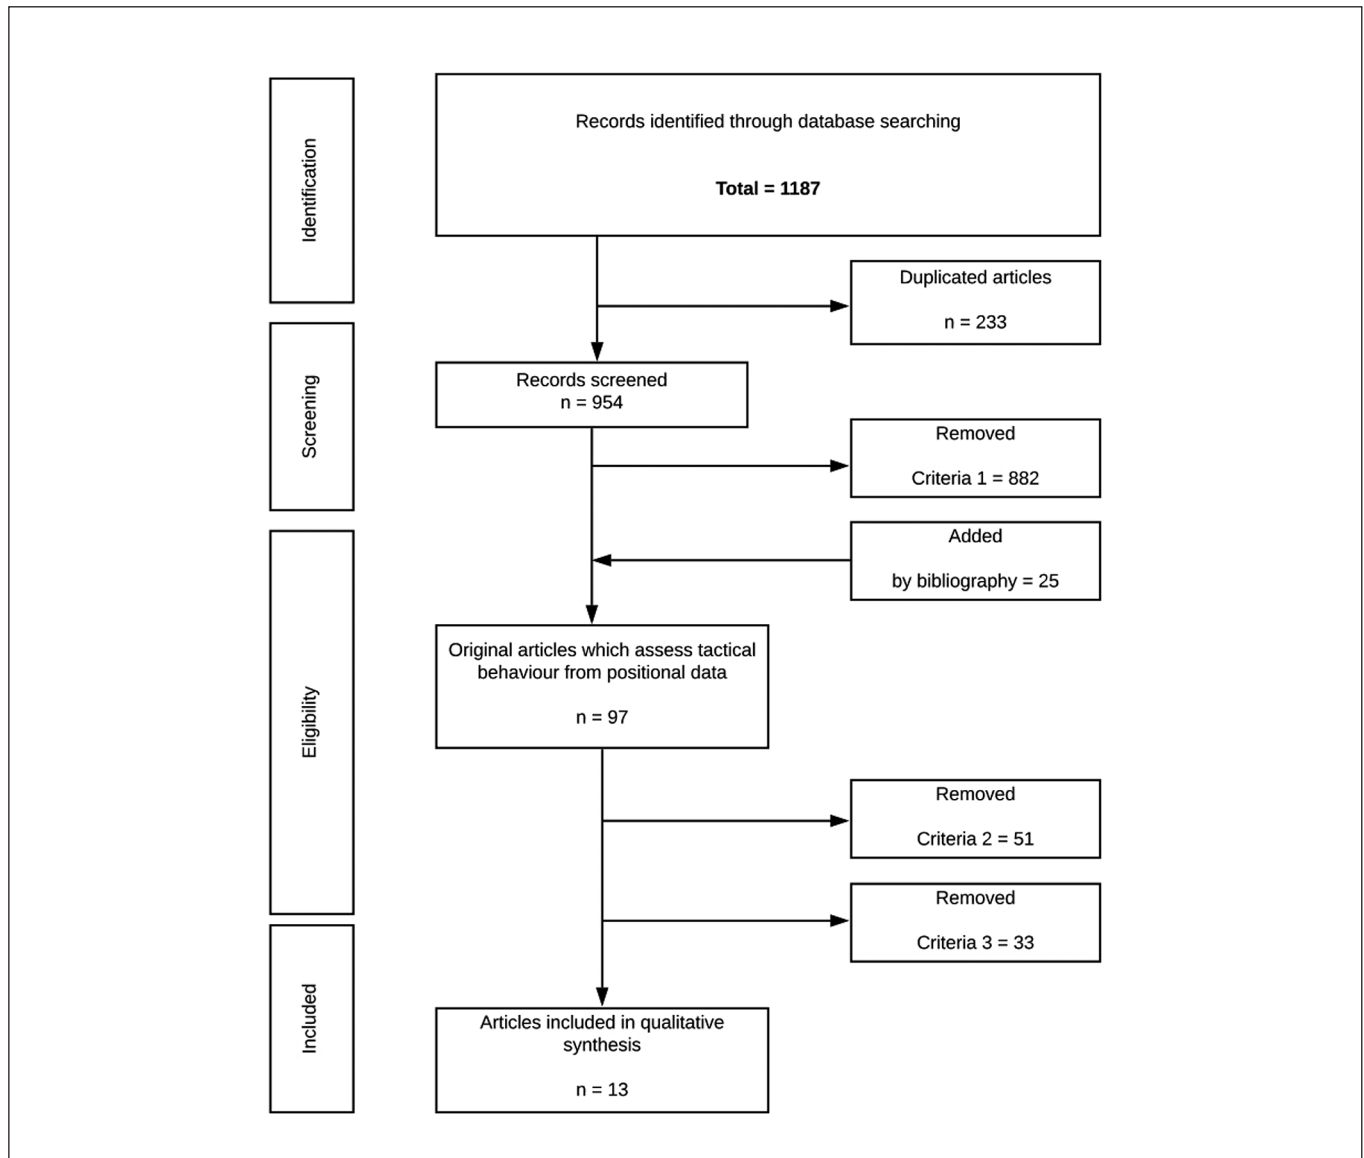 Identification
Records identified through database searching
Total = 1187
Duplicated articles
n = 233
Screening
Records screened
n = 954
Removed
Criteria 1 = 882
Added
by bibliography = 25
Eligibility
Original articles which assess tactical
behaviour from positional data
n = 97
Removed
Criteria 2 = 51
Removed
Criteria 3 = 33
Included
Articles included in qualitative
synthesis
n = 13